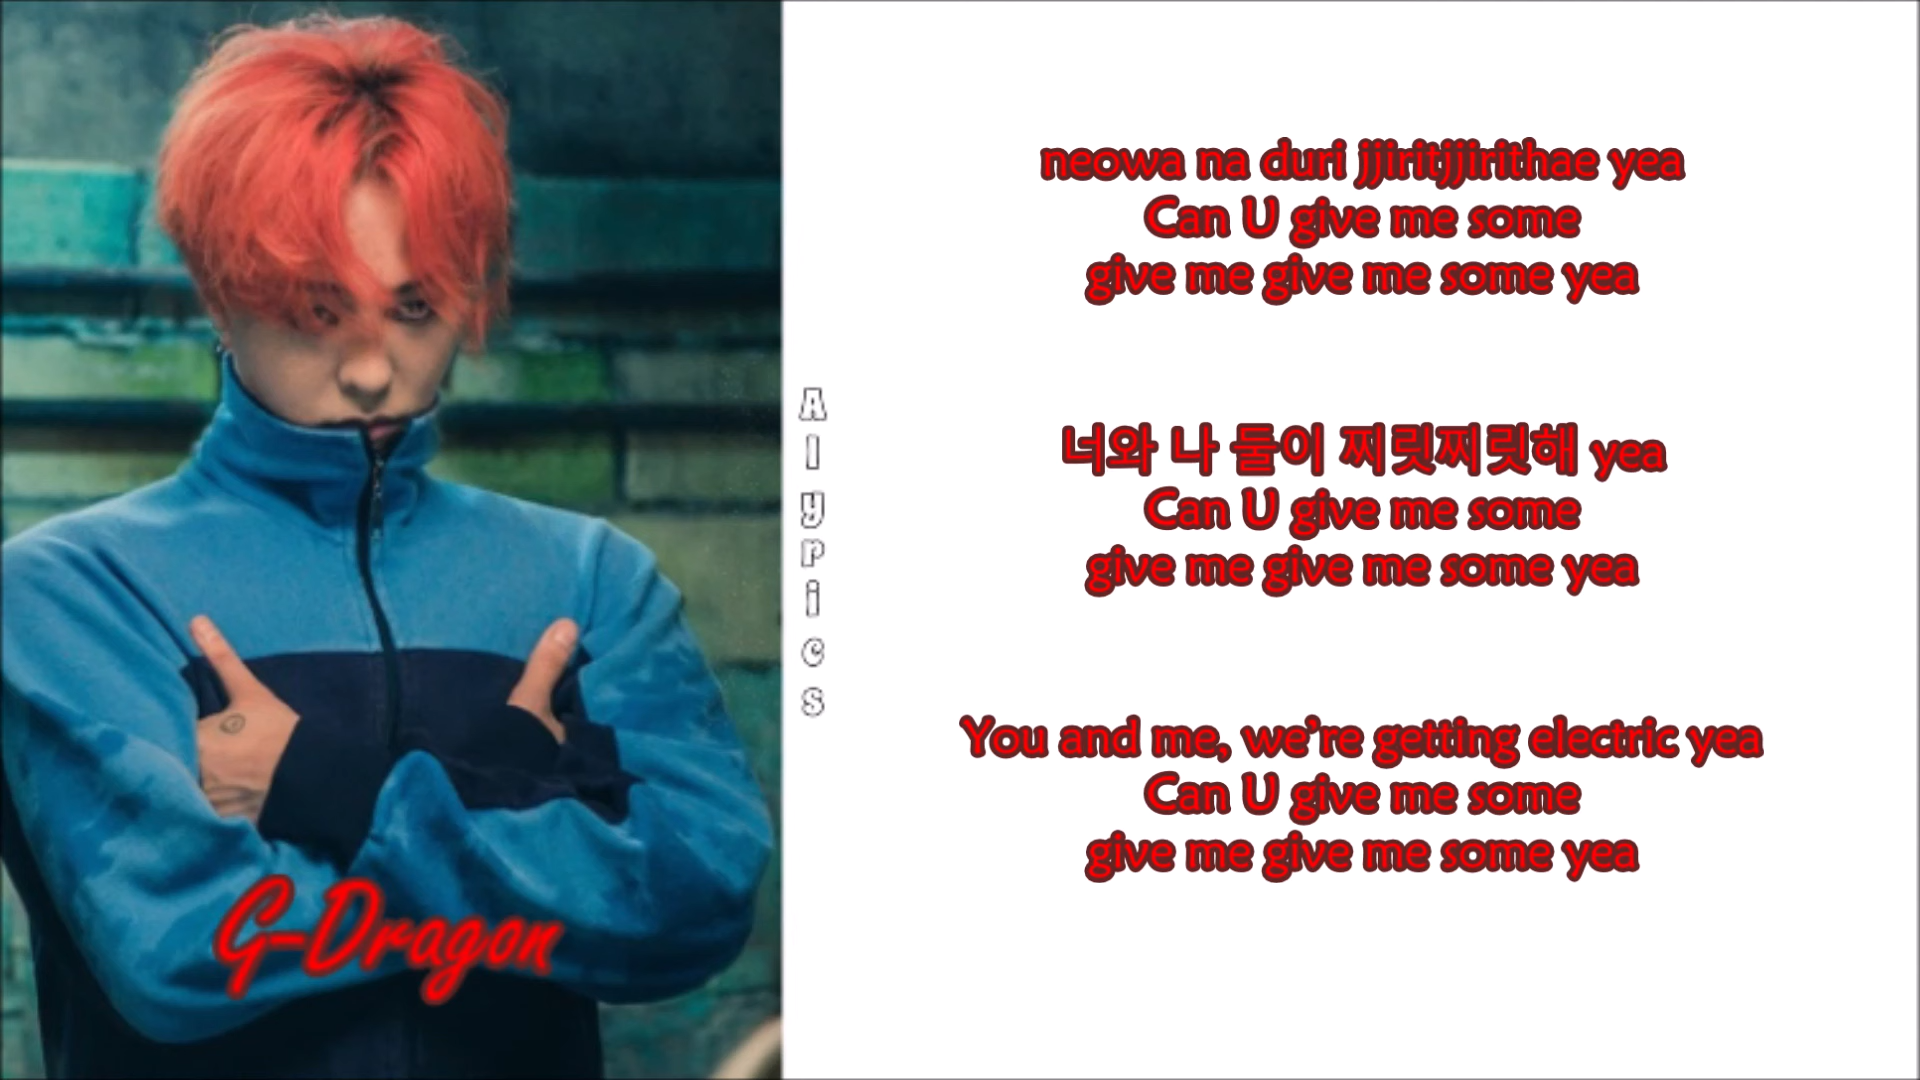 G-Dragon
Alyrics
neowa na duri jjiritjjirithae yea
Can U give me some
give me give me some yea
너와 나 둘이 찌릿찌릿해 yea
Can U give me some
give me give me some yea
You and me, we're getting electric yea
Can U give me some
give me give me some yea